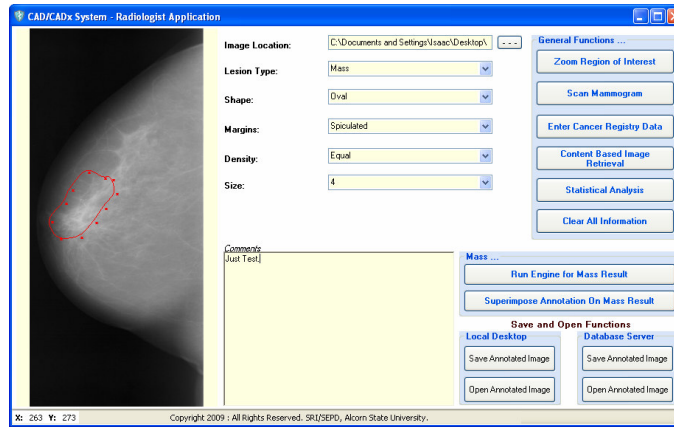 CAD/CADx System - Radiologist Application
Image Location: C:\Documents and Settings\Isaac\Desktop\ - - -
Lesion Type: Mass
Shape: Oval
Margins: Spiculated
Density: Equal
Size: 4
General Functions ...
Zoom Region of Interest
Scan Mammogram
Enter Cancer Registry Data
Content Based Image
Retrieval
Statistical Analysis
Clear All Information
Comments
Just Test.
Mass ...
Run Engine for Mass Result
Superimpose Annotation On Mass Result
Save and Open Functions
Local Desktop
Save Annotated Image
Open Annotated Image
Database Server
Save Annotated Image
Open Annotated Image
X: 263 Y: 273
Copyright 2009 : All Rights Reserved. SRI/SEPD, Alcorn State University.